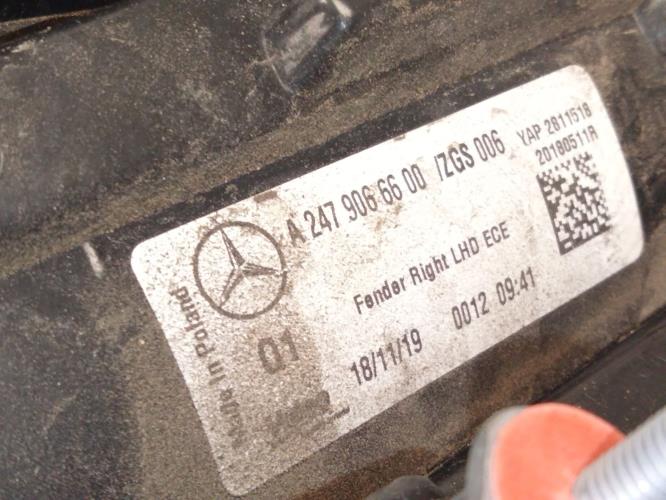 A 247 906 66 00 /ZGS 006
YAP 2811518
20180511A
Fender Right LHD ECE
01
18/11/19 0012 09:41
Made In Poland